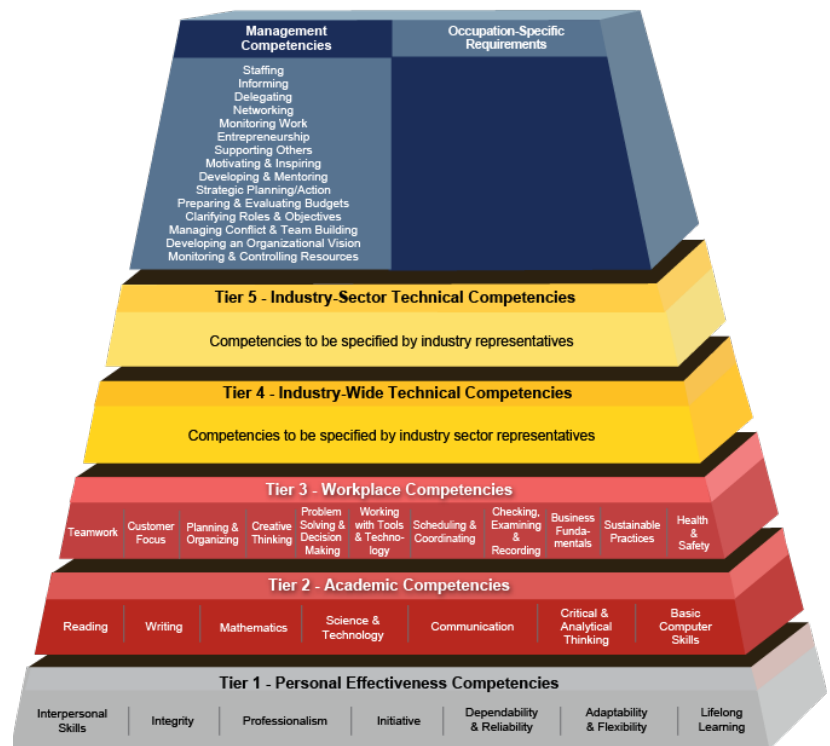 Management
Competencies
Occupation-Specific
Requirements
Staffing
Informing
Delegating
Networking
Monitoring Work
Entrepreneurship
Supporting Others
Motivating & Inspiring
Developing & Mentoring
Strategic Planning/Action
Preparing & Evaluating Budgets
Clarifying Roles & Objectives
Managing Conflict & Team Building
Developing an Organizational Vision
Monitoring & Controlling Resources
Tier 5 - Industry-Sector Technical Competencies
Competencies to be specified by industry representatives
Tier 4 - Industry-Wide Technical Competencies
Competencies to be specified by industry sector representatives
Tier 3 - Workplace Competencies
Teamwork
Customer
Focus
Planning &
Organizing
Creative
Thinking
Problem
Solving &
Decision
Making
Working
with Tools
& Techno-
logy
Scheduling &
Coordinating
Checking,
Examining
&
Recording
Business
Funda-
mentals
Sustainable
Practices
Health
&
Safety
Tier 2 - Academic Competencies
Reading
Writing
Mathematics
Science &
Technology
Communication
Critical &
Analytical
Thinking
Basic
Computer
Skills
Tier 1 - Personal Effectiveness Competencies
Interpersonal
Skills
Integrity
Professionalism
Initiative
Dependability
& Reliability
Adaptability
& Flexibility
Lifelong
Learning